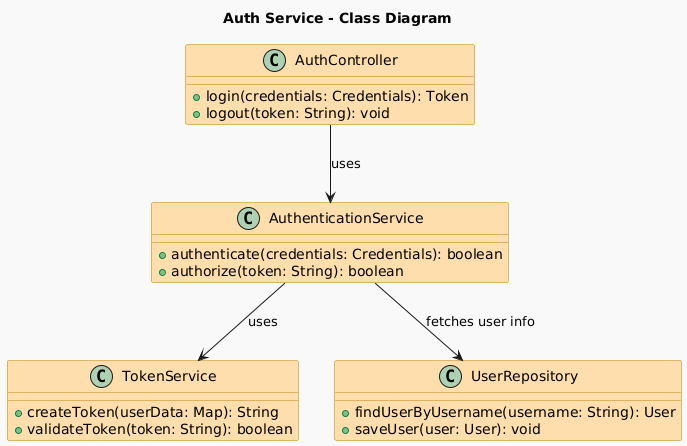 Auth Service - Class Diagram
C AuthController
login(credentials: Credentials): Token
logout(token: String): void
uses
C AuthenticationService
authenticate(credentials: Credentials): boolean
authorize(token: String): boolean
uses
fetches user info
C TokenService
createToken(userData: Map): String
validateToken(token: String): boolean
C UserRepository
findUserByUsername(username: String): User
saveUser(user: User): void